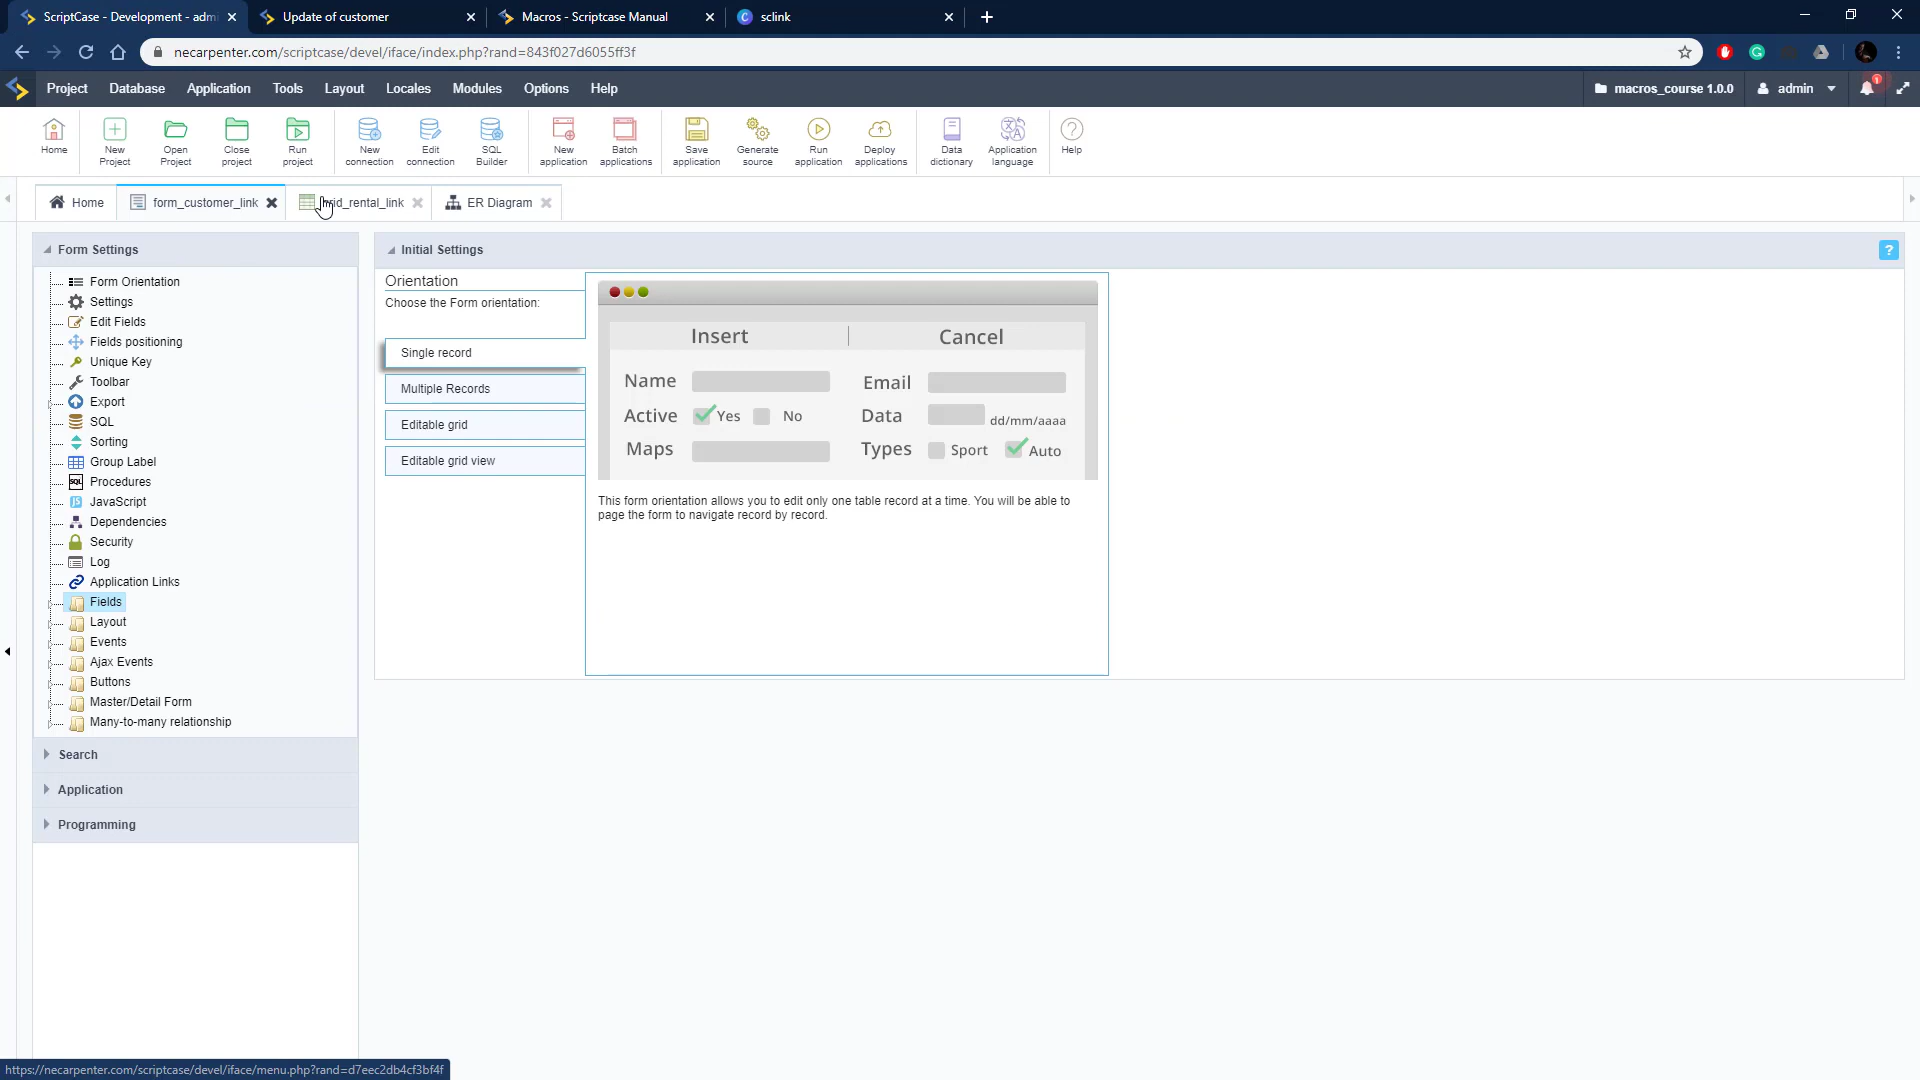 ScriptCase - Development - admi
Update of customer
Macros - Scriptcase Manual
sclink
necarpenter.com/scriptcase/devel/iface/index.php?rand=843f027d6055ff3f
Project Database Application Tools Layout Locales Modules Options Help
macros_course 1.0.0
admin
1
Home
New Project
Open Project
Close project
Run project
New connection
Edit connection
SQL Builder
New application
Batch applications
Save application
Generate source
Run application
Deploy applications
Data dictionary
Application language
Help
Home
form_customer_link
rid_rental_link
ER Diagram
Form Settings
Form Orientation
Settings
Edit Fields
Fields positioning
Unique Key
Toolbar
Export
SQL
Sorting
Group Label
Procedures
JavaScript
Dependencies
Security
Log
Application Links
Fields
Layout
Events
Ajax Events
Buttons
Master/Detail Form
Many-to-many relationship
Search
Application
Programming
Initial Settings
?
Orientation
Choose the Form orientation:
Single record
Multiple Records
Editable grid
Editable grid view
Insert Cancel
Name Email
Active Yes No Data dd/mm/aaaa
Maps Types Sport Auto
This form orientation allows you to edit only one table record at a time. You will be able to
page the form to navigate record by record.
https://necarpenter.com/scriptcase/devel/iface/menu.php?rand=d7eec2db4cf3bf4f